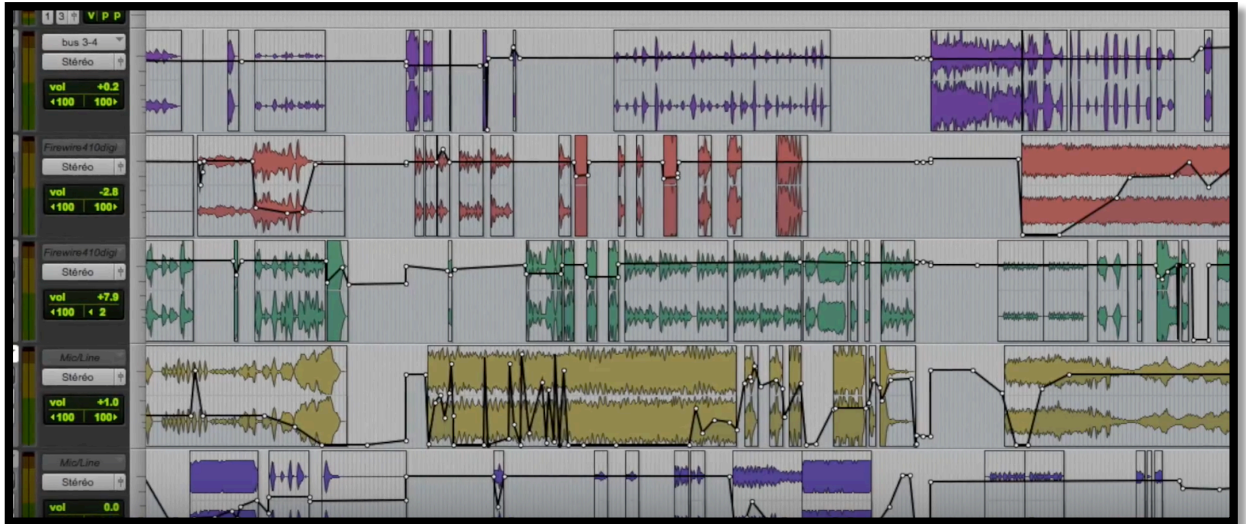 1 3 V P P
bus 3-4
Stéréo
vol +0.2
◂100 100▸
Firewire410digi
Stéréo
vol -2.8
◂100 100▸
Firewire410digi
Stéréo
vol +7.9
◂100 ◂ 2
Mic/Line
Stéréo
vol +1.0
◂100 100▸
Mic/Line
Stéréo
vol 0.0